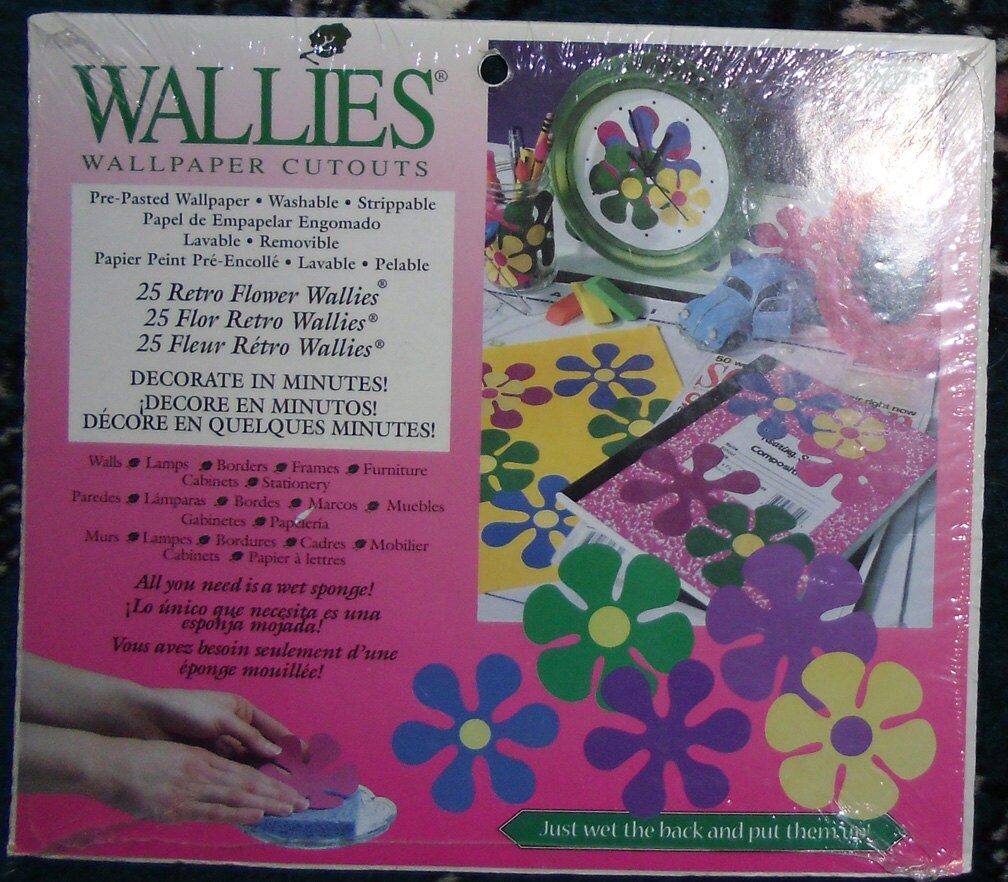 WALLIES®
WALLPAPER CUTOUTS
Pre-Pasted Wallpaper • Washable • Strippable
Papel de Empapelar Engomado
Lavable • Removible
Papier Peint Pré-Encollé • Lavable • Pelable
25 Retro Flower Wallies®
25 Flor Retro Wallies®
25 Fleur Rétro Wallies®
DECORATE IN MINUTES!
¡DECORE EN MINUTOS!
DÉCORE EN QUELQUES MINUTES!
Walls Lamps Borders Frames Furniture
Cabinets Stationery
Paredes Lámparas Bordes Marcos Muebles
Gabinetes Papelería
Murs Lampes Bordures Cadres Mobilier
Cabinets Papier à lettres
All you need is a wet sponge!
¡Lo único que necesita es una
esponja mojada!
Vous avez besoin seulement d'une
éponge mouillée!
50
right now
Compositi
Just wet the back and put them up!